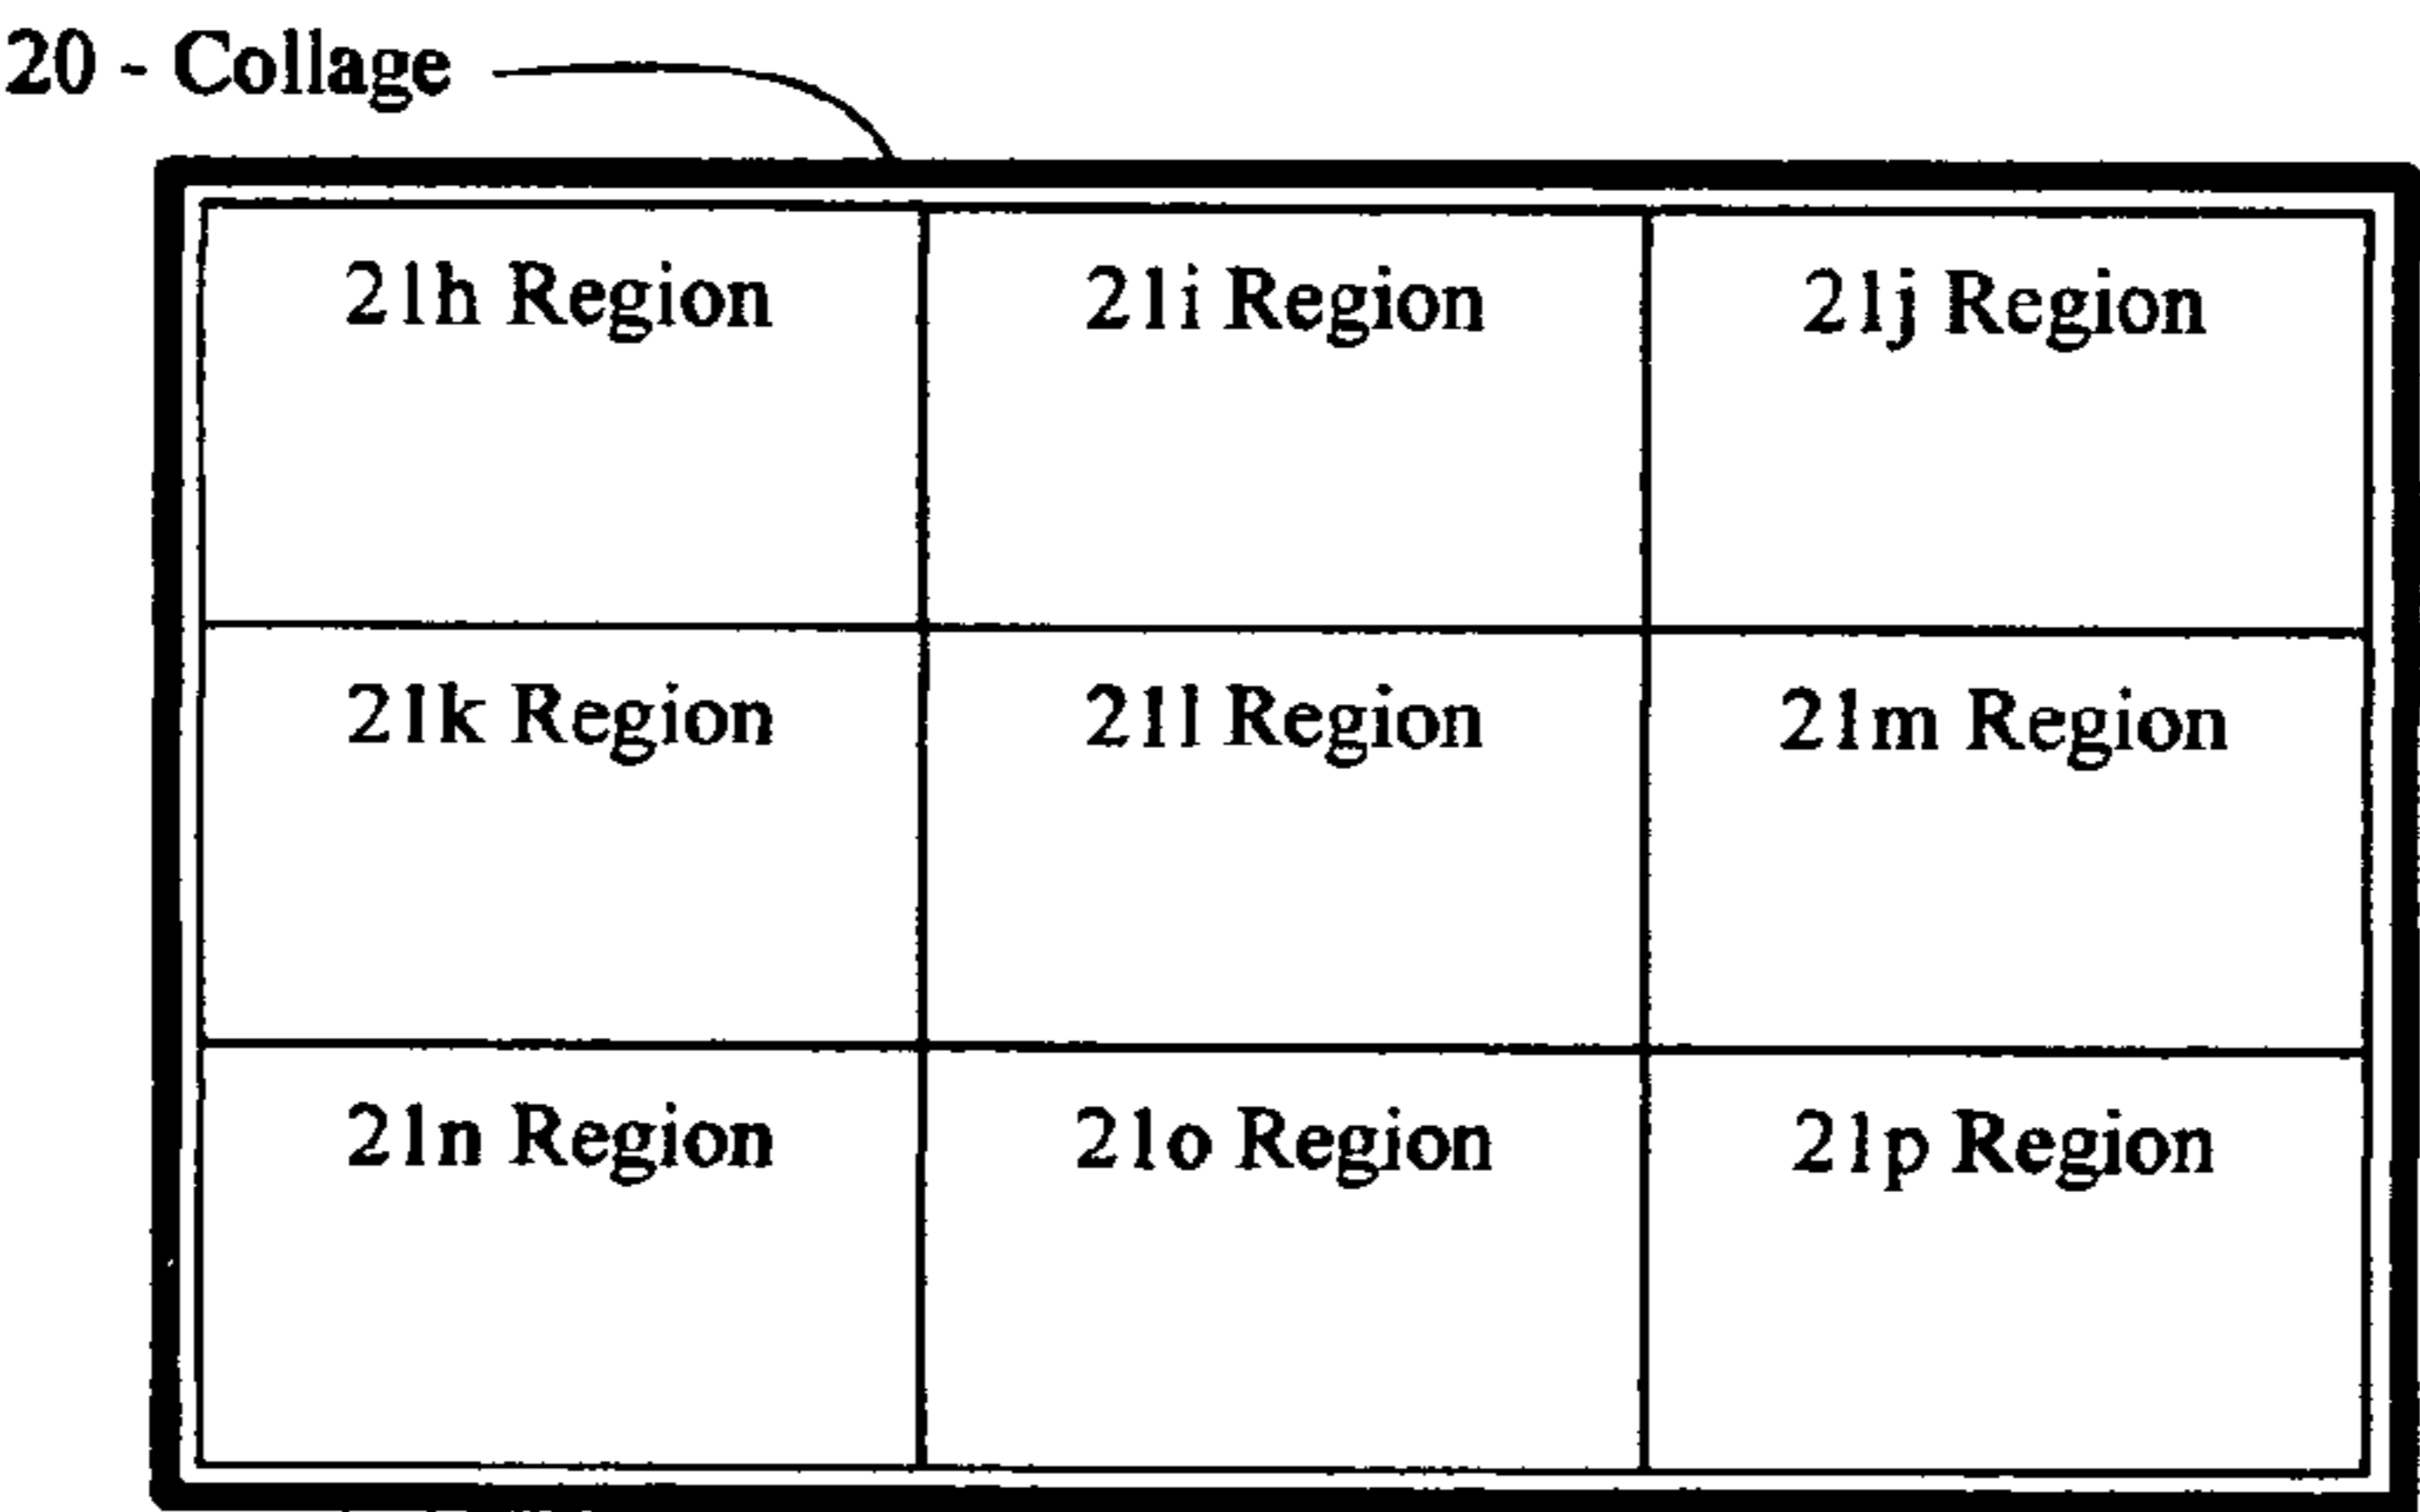 20 - Collage
21h Region 21i Region 21j Region
21k Region 21l Region 21m Region
21n Region 21o Region 21p Region